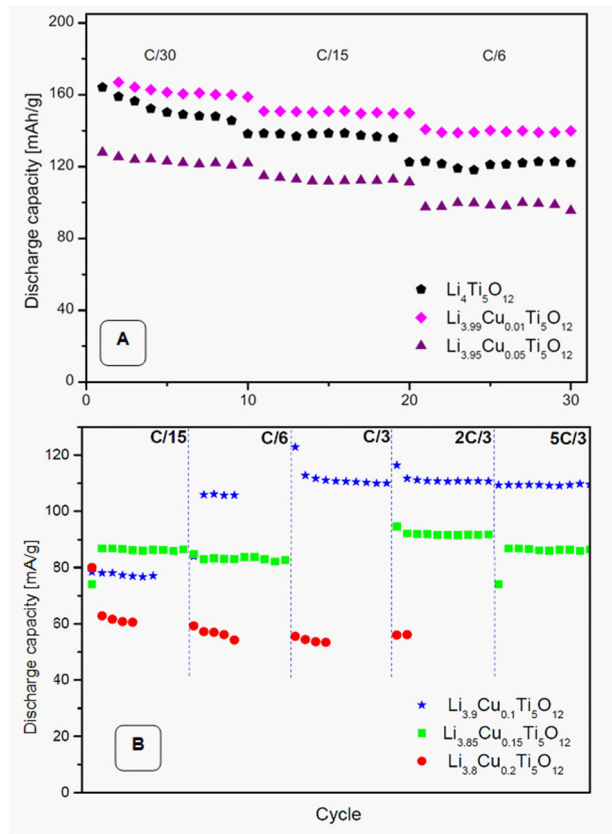 200
160
120
80
40
0
Discharge capacity [mAh/g]
C/30 C/15 C/6
Li4Ti5O12
Li3.99Cu0.01Ti5O12
Li3.95Cu0.05Ti5O12
A
0 10 20 30
120
100
80
60
40
20
0
Discharge capacity [mA/g]
C/15 C/6 C/3 2C/3 5C/3
Li3.9Cu0.1Ti5O12
Li3.85Cu0.15Ti5O12
Li3.8Cu0.2Ti5O12
B
Cycle